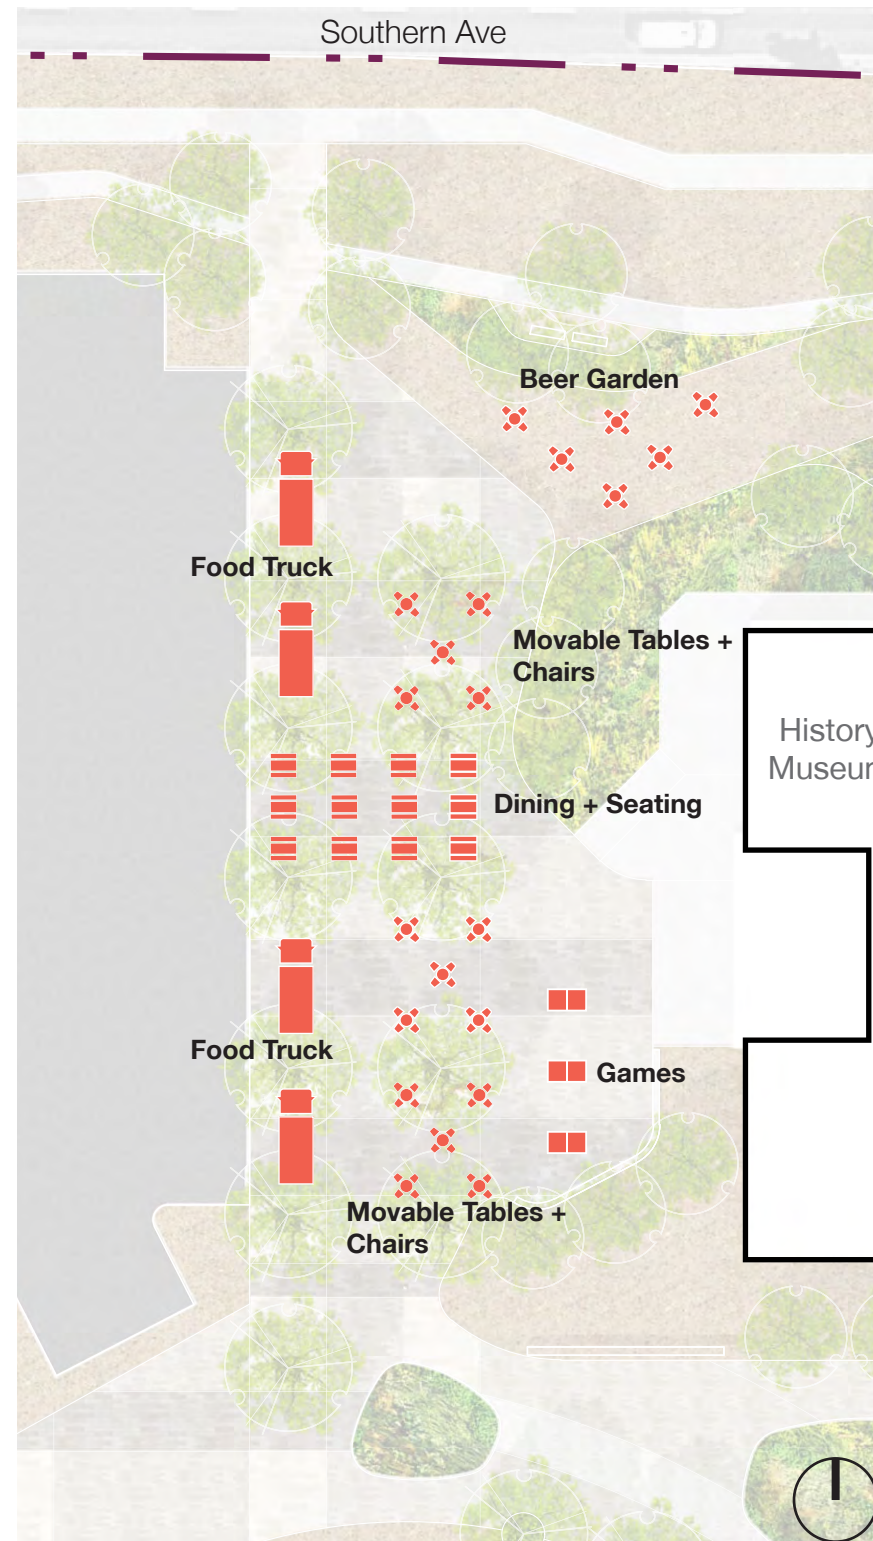 Southern Ave
Beer Garden
Food Truck
Movable Tables +
Chairs
History
Museum
Dining + Seating
Food Truck
Games
Movable Tables +
Chairs